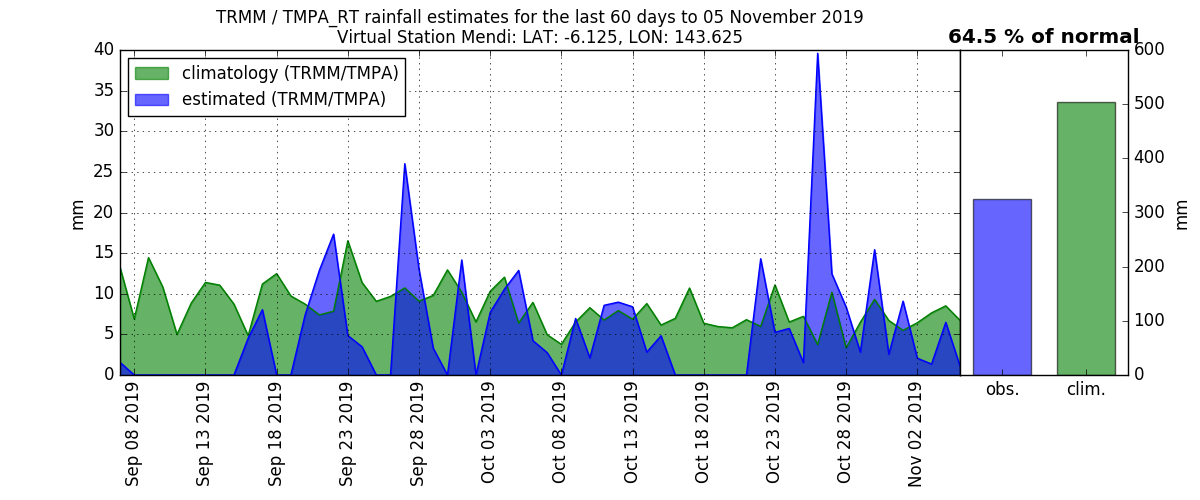 TRMM / TMPA_RT rainfall estimates for the last 60 days to 05 November 2019
Virtual Station Mendi: LAT: -6.125, LON: 143.625
64.5 % of normal
climatology (TRMM/TMPA)
estimated (TRMM/TMPA)
40
35
30
25
20
15
10
5
0
mm
Sep 08 2019
Sep 13 2019
Sep 18 2019
Sep 23 2019
Sep 28 2019
Oct 03 2019
Oct 08 2019
Oct 13 2019
Oct 18 2019
Oct 23 2019
Oct 28 2019
Nov 02 2019
obs.
clim.
600
500
400
300
200
100
0
mm